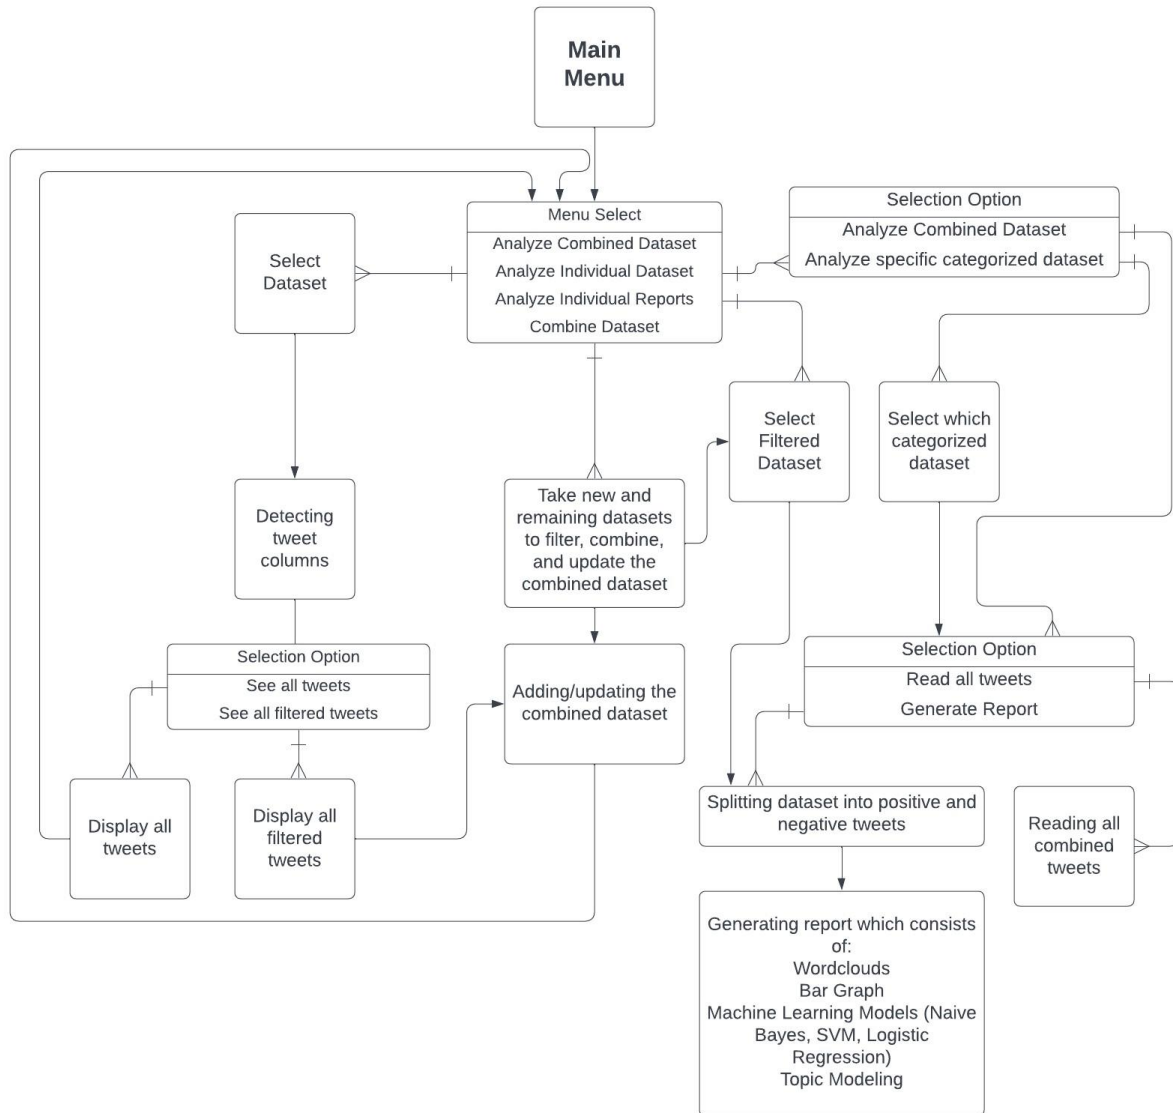 Main
Menu
Menu Select
Analyze Combined Dataset
Analyze Individual Dataset
Analyze Individual Reports
Combine Dataset
Selection Option
Analyze Combined Dataset
Analyze specific categorized dataset
Select
Dataset
Select
Filtered
Dataset
Select which
categorized
dataset
Detecting
tweet
columns
Take new and
remaining datasets
to filter, combine,
and update the
combined dataset
Selection Option
See all tweets
See all filtered tweets
Adding/updating the
combined dataset
Selection Option
Read all tweets
Generate Report
Display all
tweets
Display all
filtered
tweets
Splitting dataset into positive and
negative tweets
Reading all
combined
tweets
Generating report which consists
of:
Wordclouds
Bar Graph
Machine Learning Models (Naive
Bayes, SVM, Logistic
Regression)
Topic Modeling